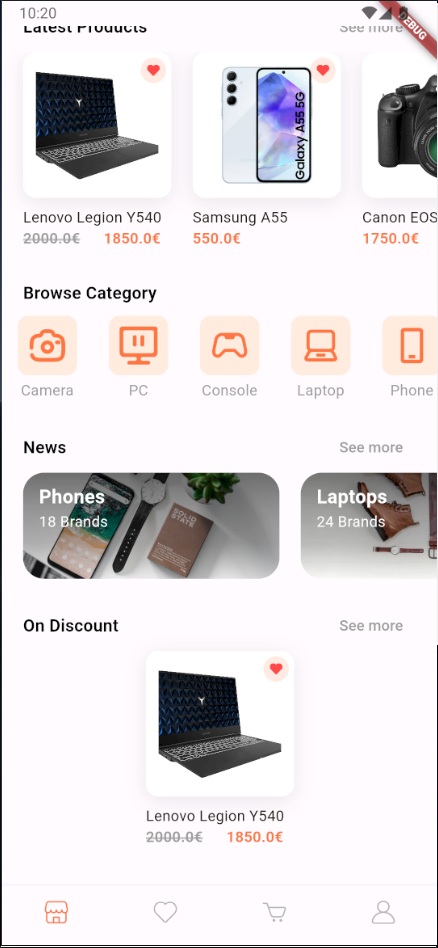 10:20
DEBUG
Latest Products
See more
Galaxy A55 5G
Lenovo Legion Y540
2000.0€ 1850.0€
Samsung A55
550.0€
Canon EOS
1750.0€
Browse Category
Camera
PC
Console
Laptop
Phone
News
See more
Phones
18 Brands
SOLID
STATE
Laptops
24 Brands
On Discount
See more
Lenovo Legion Y540
2000.0€ 1850.0€